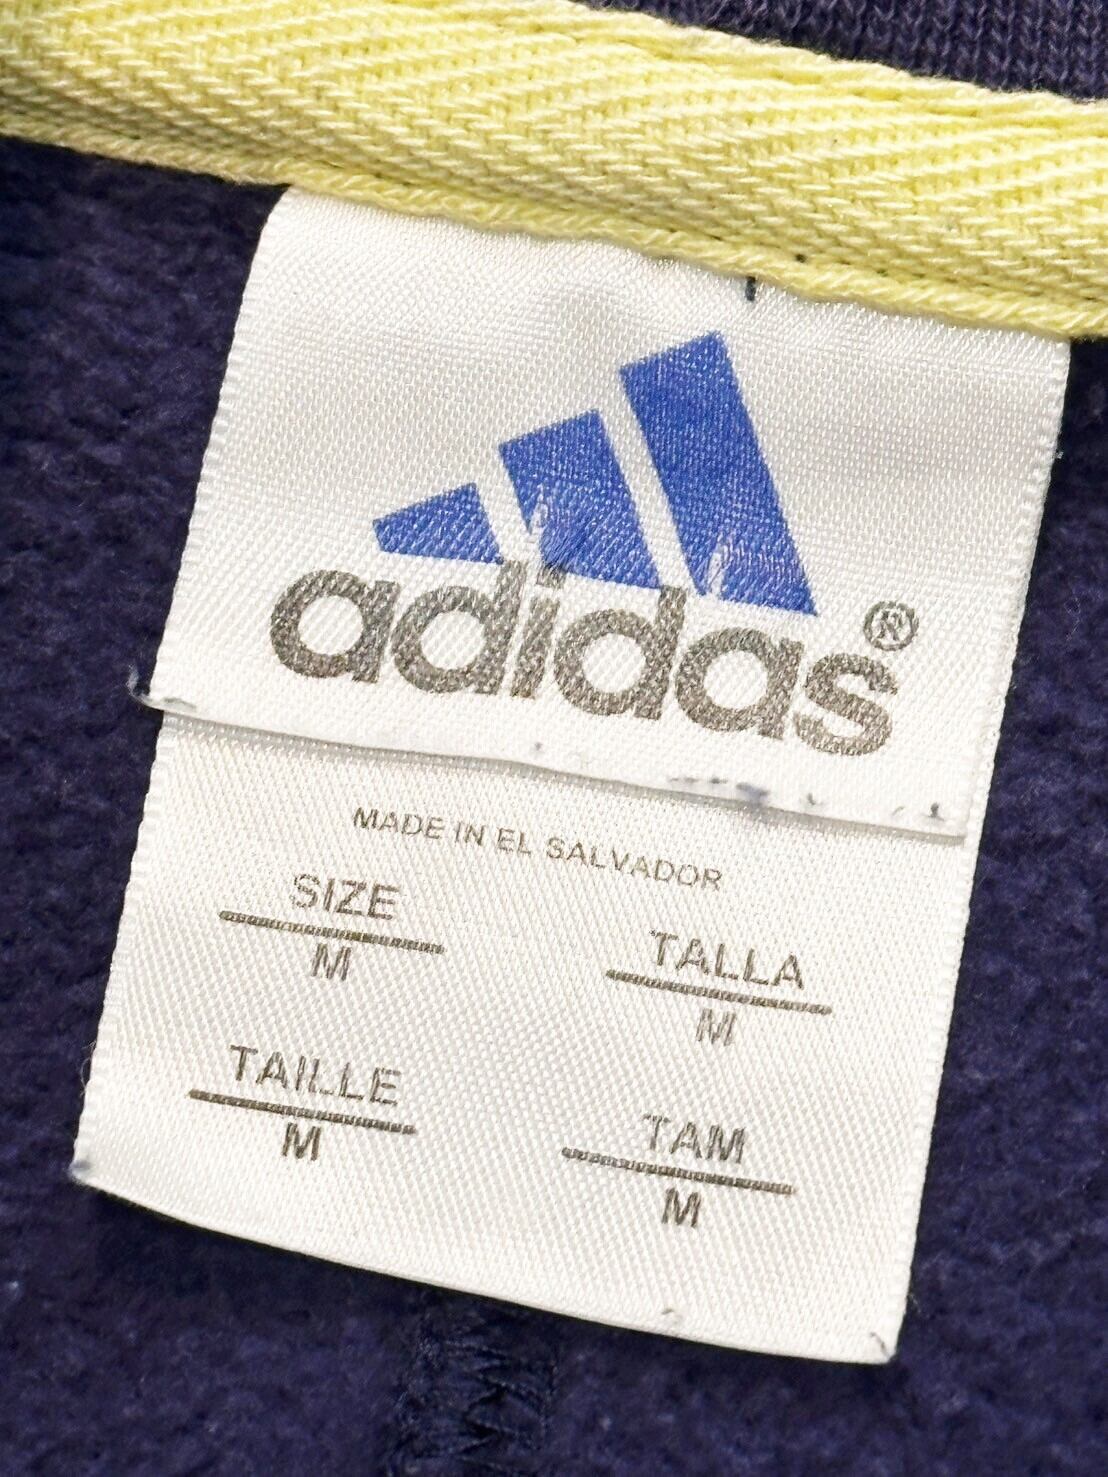 adidas®
MADE IN EL SALVADOR
SIZE
M
TALLA
M
TAILLE
M
TAM
M